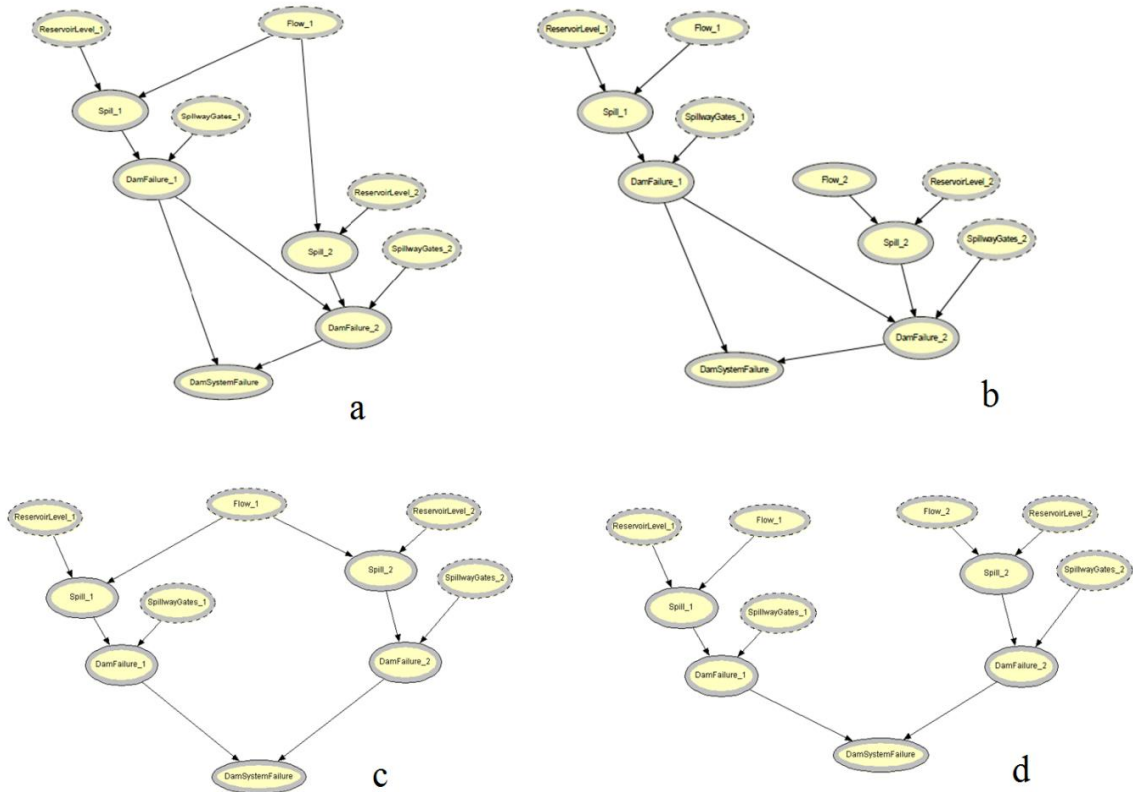 ReservoirLevel_1
Flow_1
Spill_1
SpillwayGates_1
DamFailure_1
ReservoirLevel_2
Spill_2
SpillwayGates_2
DamFailure_2
DamSystemFailure
a
ReservoirLevel_1
Flow_1
Spill_1
SpillwayGates_1
DamFailure_1
Flow_2
ReservoirLevel_2
Spill_2
SpillwayGates_2
DamFailure_2
DamSystemFailure
b
ReservoirLevel_1
Flow_1
ReservoirLevel_2
Spill_2
Spill_1
SpillwayGates_1
SpillwayGates_2
DamFailure_1
DamFailure_2
DamSystemFailure
c
ReservoirLevel_1
Flow_1
Flow_2
ReservoirLevel_2
Spill_2
SpillwayGates_2
Spill_1
SpillwayGates_1
DamFailure_1
DamFailure_2
DamSystemFailure
d